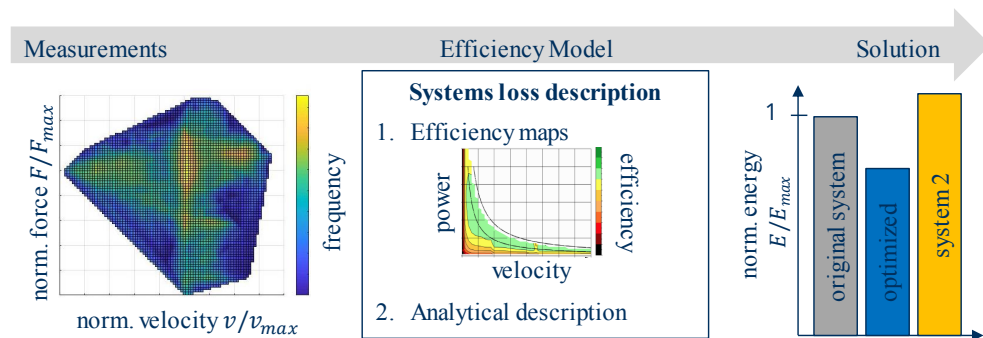 Measurements
Efficiency Model
Solution
norm. force F/F_max
frequency
norm. velocity v/v_max
Systems loss description
1. Efficiency maps
power
efficiency
velocity
2. Analytical description
norm. energy
E/E_max
1
original system
optimized
system 2